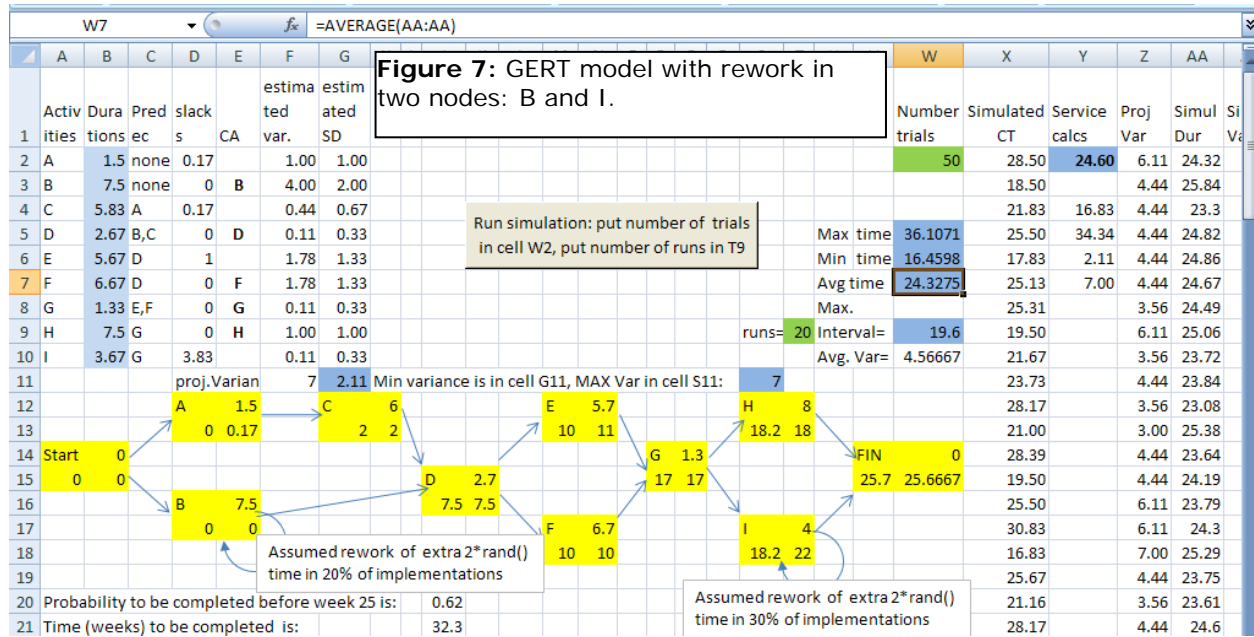 W7 fx =AVERAGE(AA:AA)
A B C D E F G W X Y Z AA
Figure 7: GERT model with rework in
two nodes: B and I.
1 Activ ities Dura tions Pred ec slack s CA estima ted var. estim ated SD Number trials Simulated CT Service calcs Proj Var Simul Dur Si
2 A 1.5 none 0.17 1.00 1.00 50 28.50 24.60 6.11 24.32
3 B 7.5 none 0 B 4.00 2.00 18.50 4.44 25.84
4 C 5.83 A 0.17 0.44 0.67 21.83 16.83 4.44 23.3
Run simulation: put number of trials
in cell W2, put number of runs in T9
5 D 2.67 B,C 0 D 0.11 0.33 Max time 36.1071 25.50 34.34 4.44 24.82
6 E 5.67 D 1 1.78 1.33 Min time 16.4598 17.83 2.11 4.44 24.86
7 F 6.67 D 0 F 1.78 1.33 Avg time 24.3275 25.13 7.00 4.44 24.67
8 G 1.33 E,F 0 G 0.11 0.33 Max. 25.31 3.56 24.49
9 H 7.5 G 0 H 1.00 1.00 runs= 20 Interval= 19.6 19.50 6.11 25.06
10 I 3.67 G 3.83 0.11 0.33 Avg. Var= 4.56667 21.67 3.56 23.72
11 proj.Varian 7 2.11 Min variance is in cell G11, MAX Var in cell S11: 7 23.73 4.44 23.84
12 A 1.5 C 6 E 5.7 H 8 28.17 3.56 23.08
13 0 0.17 2 2 10 11 18.2 18 21.00 3.00 25.38
14 Start 0 G 1.3 FIN 0 28.39 4.44 23.64
15 0 0 D 2.7 17 17 25.7 25.6667 19.50 4.44 24.19
16 B 7.5 7.5 7.5 25.50 6.11 23.79
17 0 0 F 6.7 I 4 30.83 6.11 24.3
18 10 10 18.2 22 16.83 7.00 25.29
Assumed rework of extra 2*rand()
time in 20% of implementations
19 25.67 4.44 23.75
20 Probability to be completed before week 25 is: 0.62 21.16 3.56 23.61
21 Time (weeks) to be completed is: 32.3 28.17 4.44 24.6
Assumed rework of extra 2*rand()
time in 30% of implementations